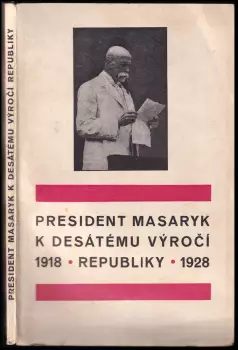 PRESIDENT MASARYK K DESÁTÉMU VÝROČÍ REPUBLIKY
PRESIDENT MASARYK
K DESÁTÉMU VÝROČÍ
1918 • REPUBLIKY • 1928